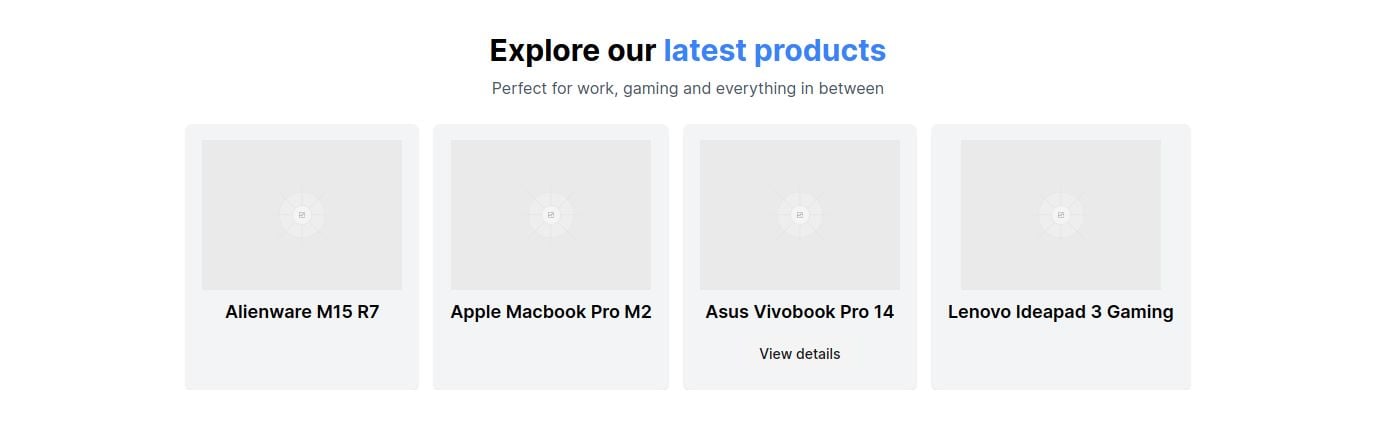 Explore our latest products
Perfect for work, gaming and everything in between
Alienware M15 R7
Apple Macbook Pro M2
Asus Vivobook Pro 14
Lenovo Ideapad 3 Gaming
View details